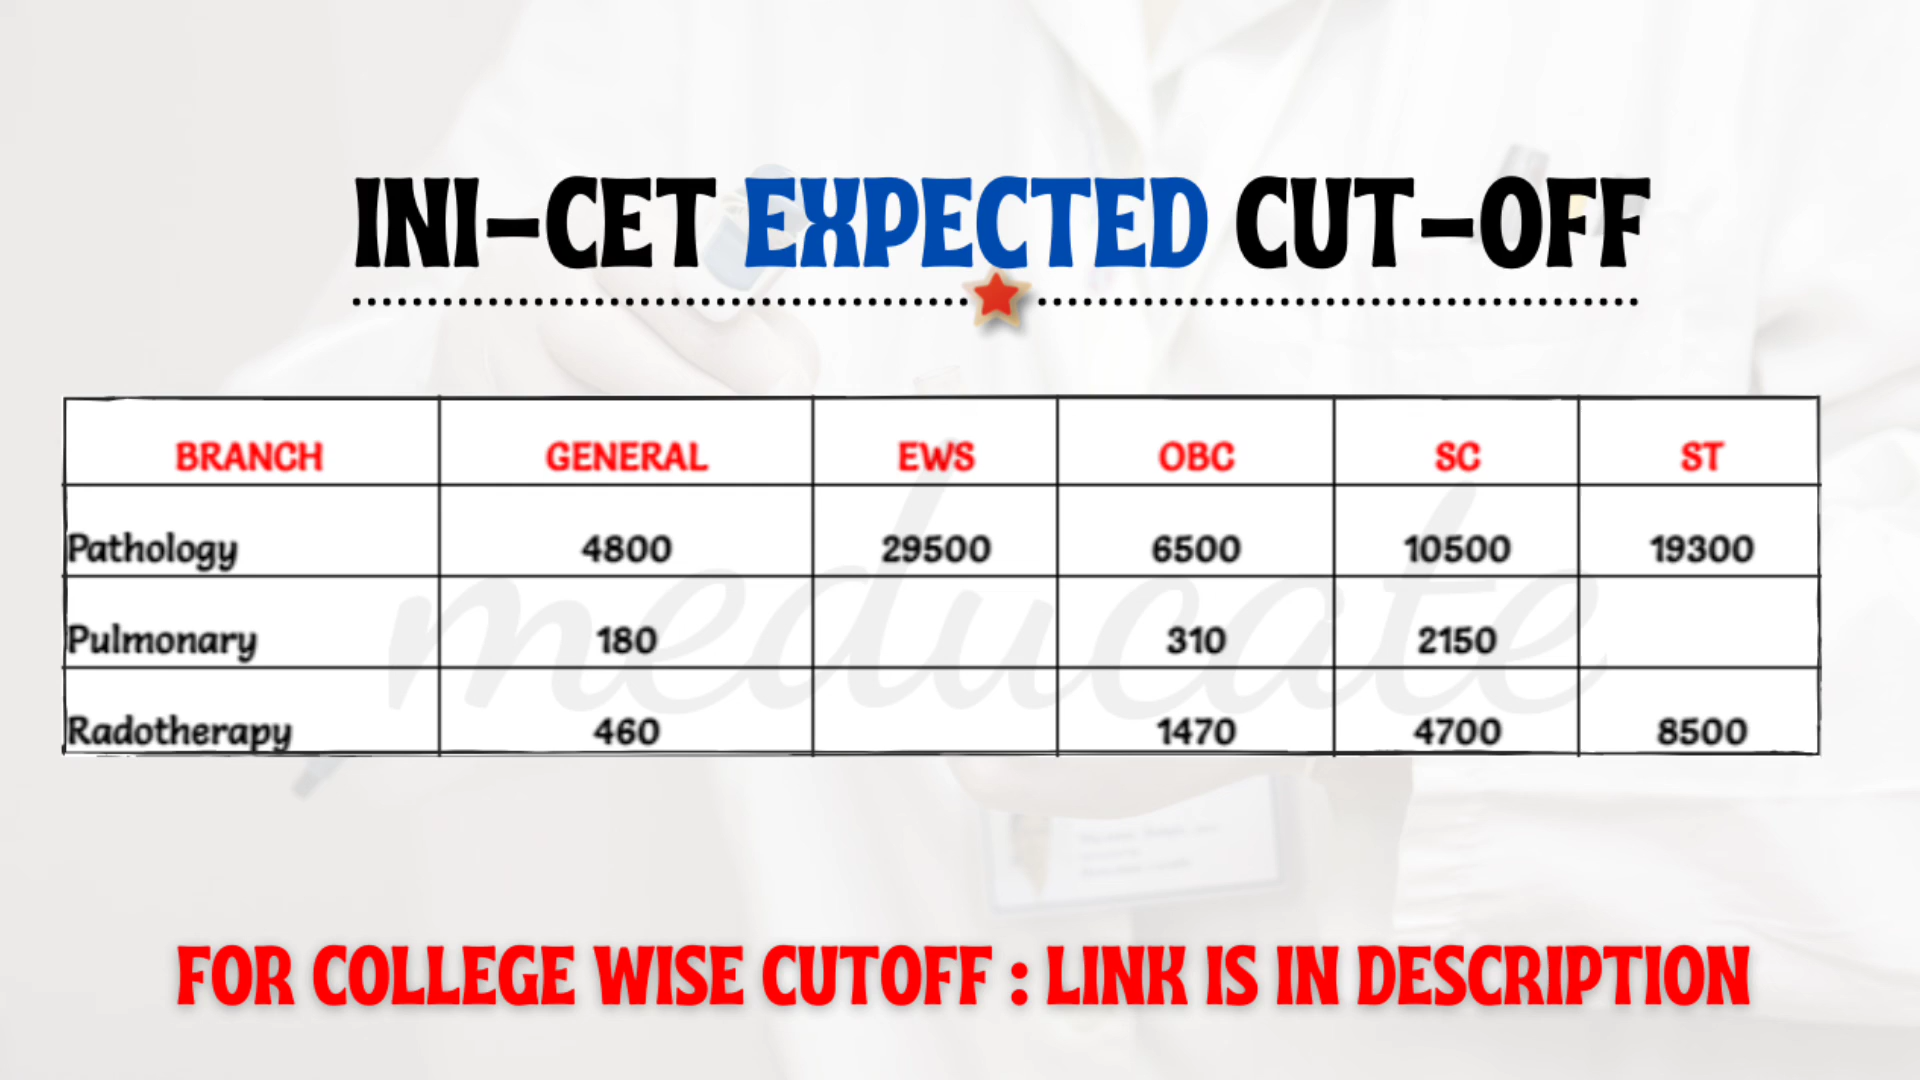 INI-CET EXPECTED CUT-OFF
BRANCH GENERAL EWS OBC SC ST
Pathology 4800 29500 6500 10500 19300
Pulmonary 180 310 2150
Radotherapy 460 1470 4700 8500
meducate
FOR COLLEGE WISE CUTOFF : LINK IS IN DESCRIPTION